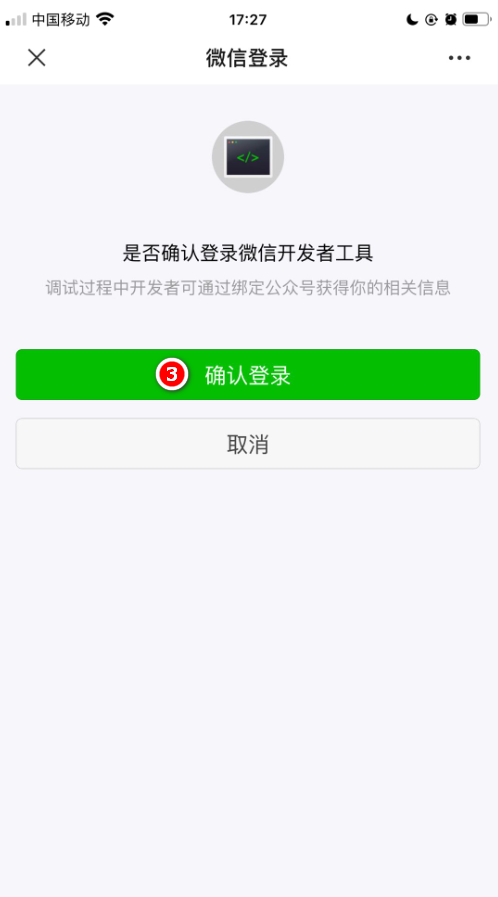 中国移动 17:27
微信登录
</>
是否确认登录微信开发者工具
调试过程中开发者可通过绑定公众号获得你的相关信息
3 确认登录
取消